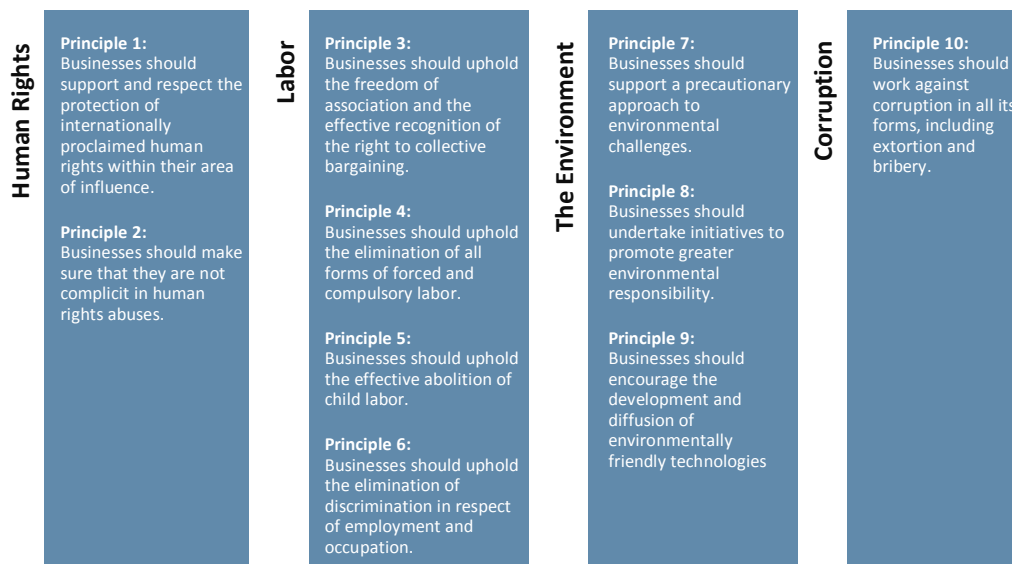 Human Rights
Principle 1:
Businesses should
support and respect the
protection of
internationally
proclaimed human
rights within their area
of influence.
Principle 2:
Businesses should make
sure that they are not
complicit in human
rights abuses.
Labor
Principle 3:
Businesses should uphold
the freedom of
association and the
effective recognition of
the right to collective
bargaining.
Principle 4:
Businesses should uphold
the elimination of all
forms of forced and
compulsory labor.
Principle 5:
Businesses should uphold
the effective abolition of
child labor.
Principle 6:
Businesses should uphold
the elimination of
discrimination in respect
of employment and
occupation.
The Environment
Principle 7:
Businesses should
support a precautionary
approach to
environmental
challenges.
Principle 8:
Businesses should
undertake initiatives to
promote greater
environmental
responsibility.
Principle 9:
Businesses should
encourage the
development and
diffusion of
environmentally
friendly technologies
Corruption
Principle 10:
Businesses should
work against
corruption in all its
forms, including
extortion and
bribery.